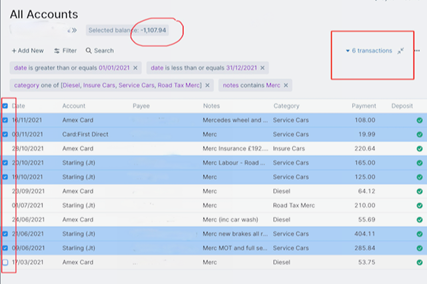 All Accounts
Selected balance: -1,107.94
+ Add New Filter Search
6 transactions
date is greater than or equals 01/01/2021 × date is less than or equals 31/12/2021 ×
category one of [Diesel, Insure Cars, Service Cars, Road Tax Merc] × notes contains Merc ×
Date Account Payee Notes Category Payment Deposit
16/11/2021 Amex Card Mercedes wheel and ... Service Cars 108.00
00/11/2021 Card:First Direct Merc Service Cars 19.99
28/10/2021 Amex Card Merc Insurance £192... Insure Cars 220.64
20/10/2021 Starling (Jt) Merc Labour - Road ... Service Cars 165.00
19/10/2021 Starling (Jt) Merc Service Cars 125.00
20/09/2021 Amex Card Merc Diesel 64.12
01/07/2021 Amex Card Merc Road Tax Merc 210.00
24/06/2021 Amex Card Merc (inc car wash) Diesel 55.69
21/06/2021 Starling (Jt) Merc new brakes all r... Service Cars 404.11
09/06/2021 Starling (Jt) Merc MOT and full se... Service Cars 285.84
17/03/2021 Amex Card Merc Diesel 53.75